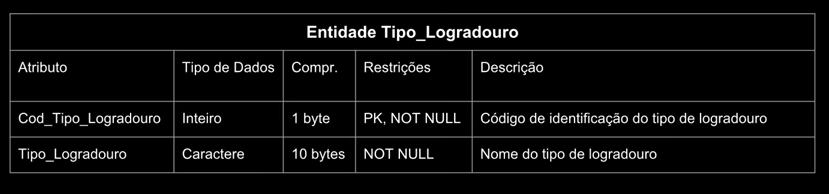 Entidade Tipo_Logradouro
Atributo Tipo de Dados Compr. Restrições Descrição
Cod_Tipo_Logradouro Inteiro 1 byte PK, NOT NULL Código de identificação do tipo de logradouro
Tipo_Logradouro Caractere 10 bytes NOT NULL Nome do tipo de logradouro